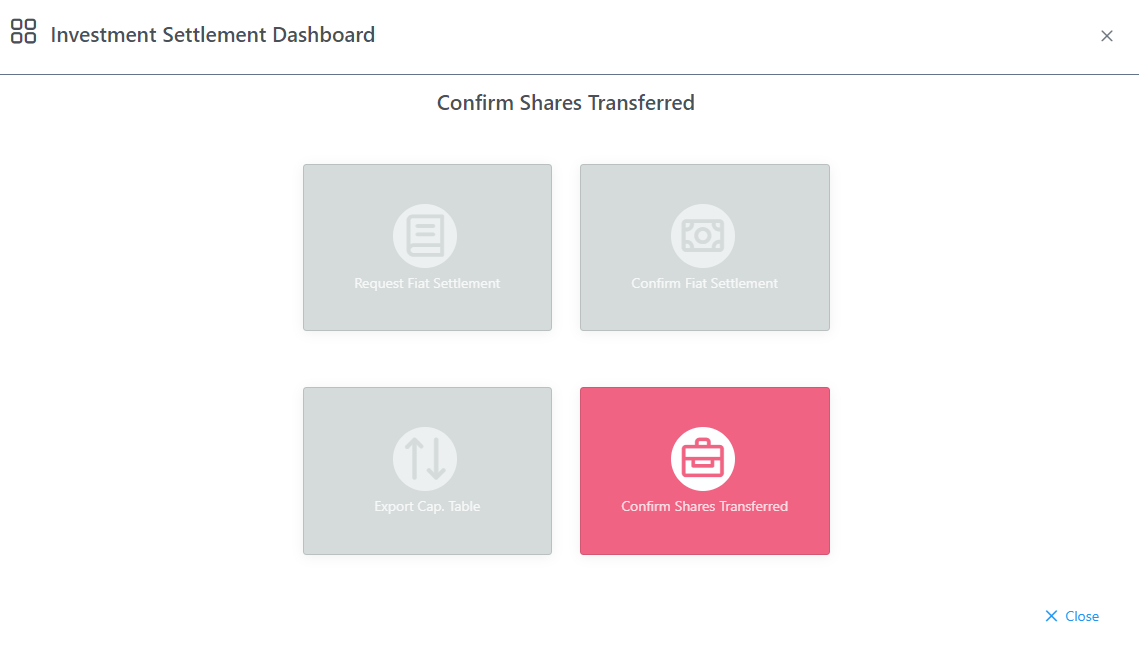 Investment Settlement Dashboard
Confirm Shares Transferred
Request Fiat Settlement
Confirm Fiat Settlement
Export Cap. Table
Confirm Shares Transferred
Close